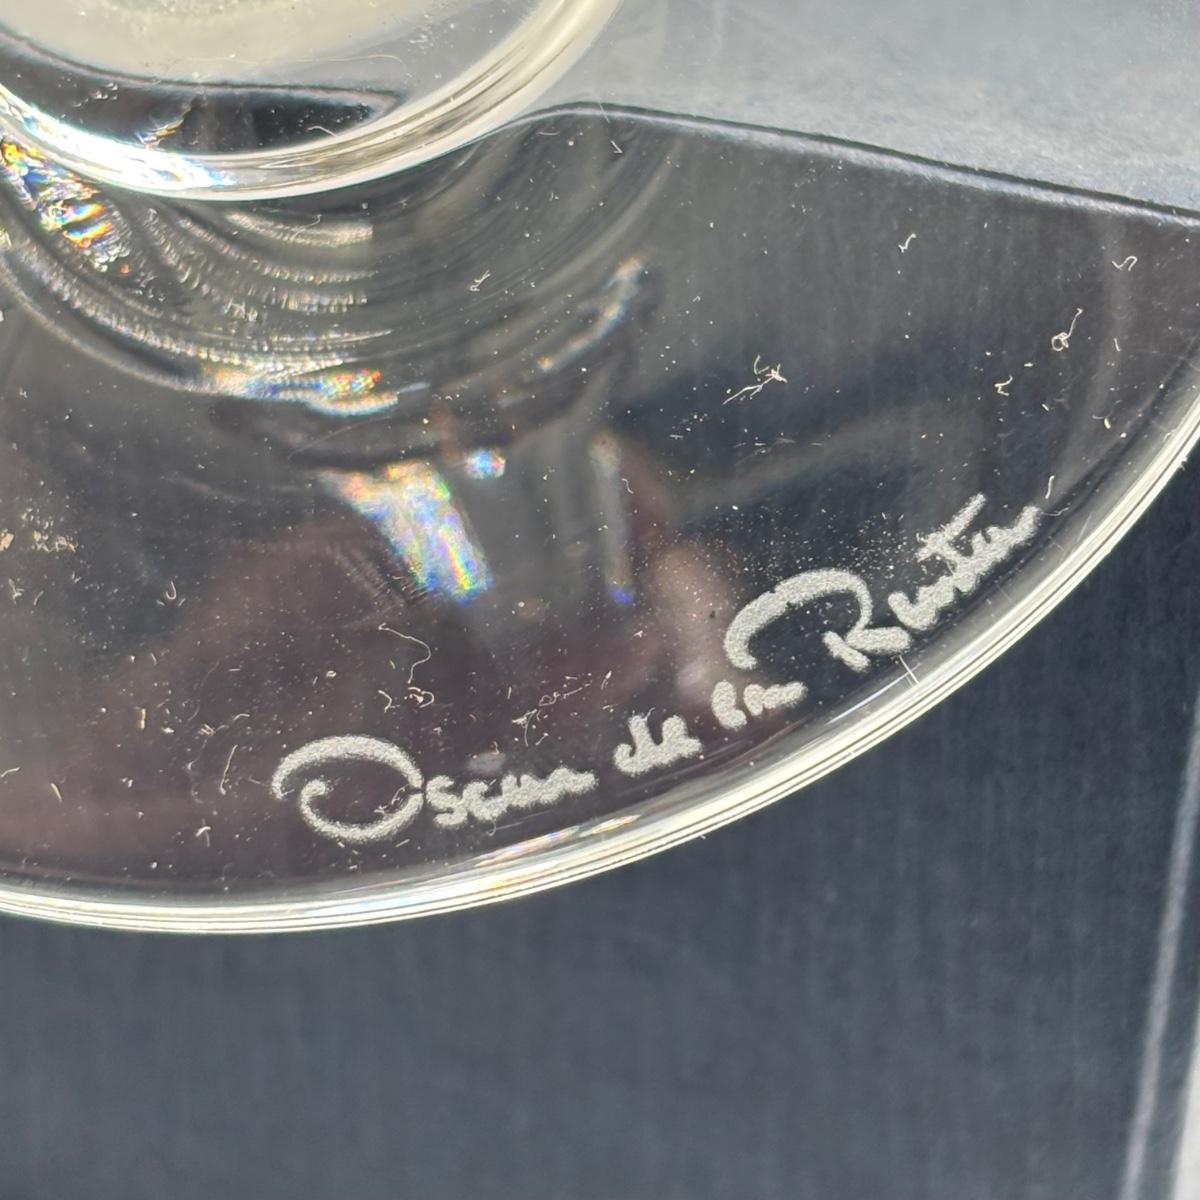 Oscar de la Renta